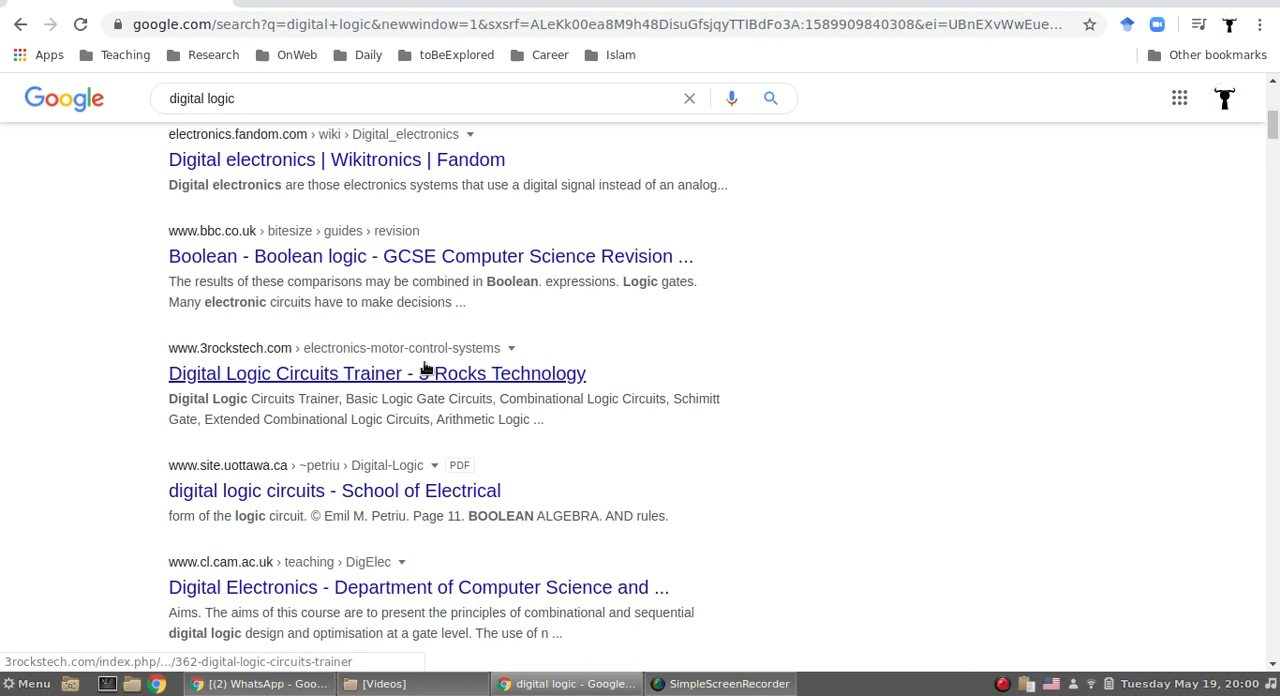 google.com/search?q=digital+logic&newwindow=1&sxsrf=ALeKk00ea8M9h48DisuGfsjqyTTIBdFo3A:1589909840308&ei=UBnEXvWwEue...
Apps Teaching Research OnWeb Daily toBeExplored Career Islam Other bookmarks
Google digital logic
electronics.fandom.com › wiki › Digital_electronics
Digital electronics | Wikitronics | Fandom
Digital electronics are those electronics systems that use a digital signal instead of an analog...
www.bbc.co.uk › bitesize › guides › revision
Boolean - Boolean logic - GCSE Computer Science Revision ...
The results of these comparisons may be combined in Boolean. expressions. Logic gates.
Many electronic circuits have to make decisions ...
www.3rockstech.com › electronics-motor-control-systems
Digital Logic Circuits Trainer - 3 Rocks Technology
Digital Logic Circuits Trainer, Basic Logic Gate Circuits, Combinational Logic Circuits, Schimitt
Gate, Extended Combinational Logic Circuits, Arithmetic Logic ...
www.site.uottawa.ca › ~petriu › Digital-Logic PDF
digital logic circuits - School of Electrical
form of the logic circuit. © Emil M. Petriu. Page 11. BOOLEAN ALGEBRA. AND rules.
www.cl.cam.ac.uk › teaching › DigElec
Digital Electronics - Department of Computer Science and ...
Aims. The aims of this course are to present the principles of combinational and sequential
digital logic design and optimisation at a gate level. The use of n ...
3rockstech.com/index.php/.../362-digital-logic-circuits-trainer
Menu [(2) WhatsApp - Goo... [Videos] digital logic - Google... SimpleScreenRecorder Tuesday May 19, 20:00